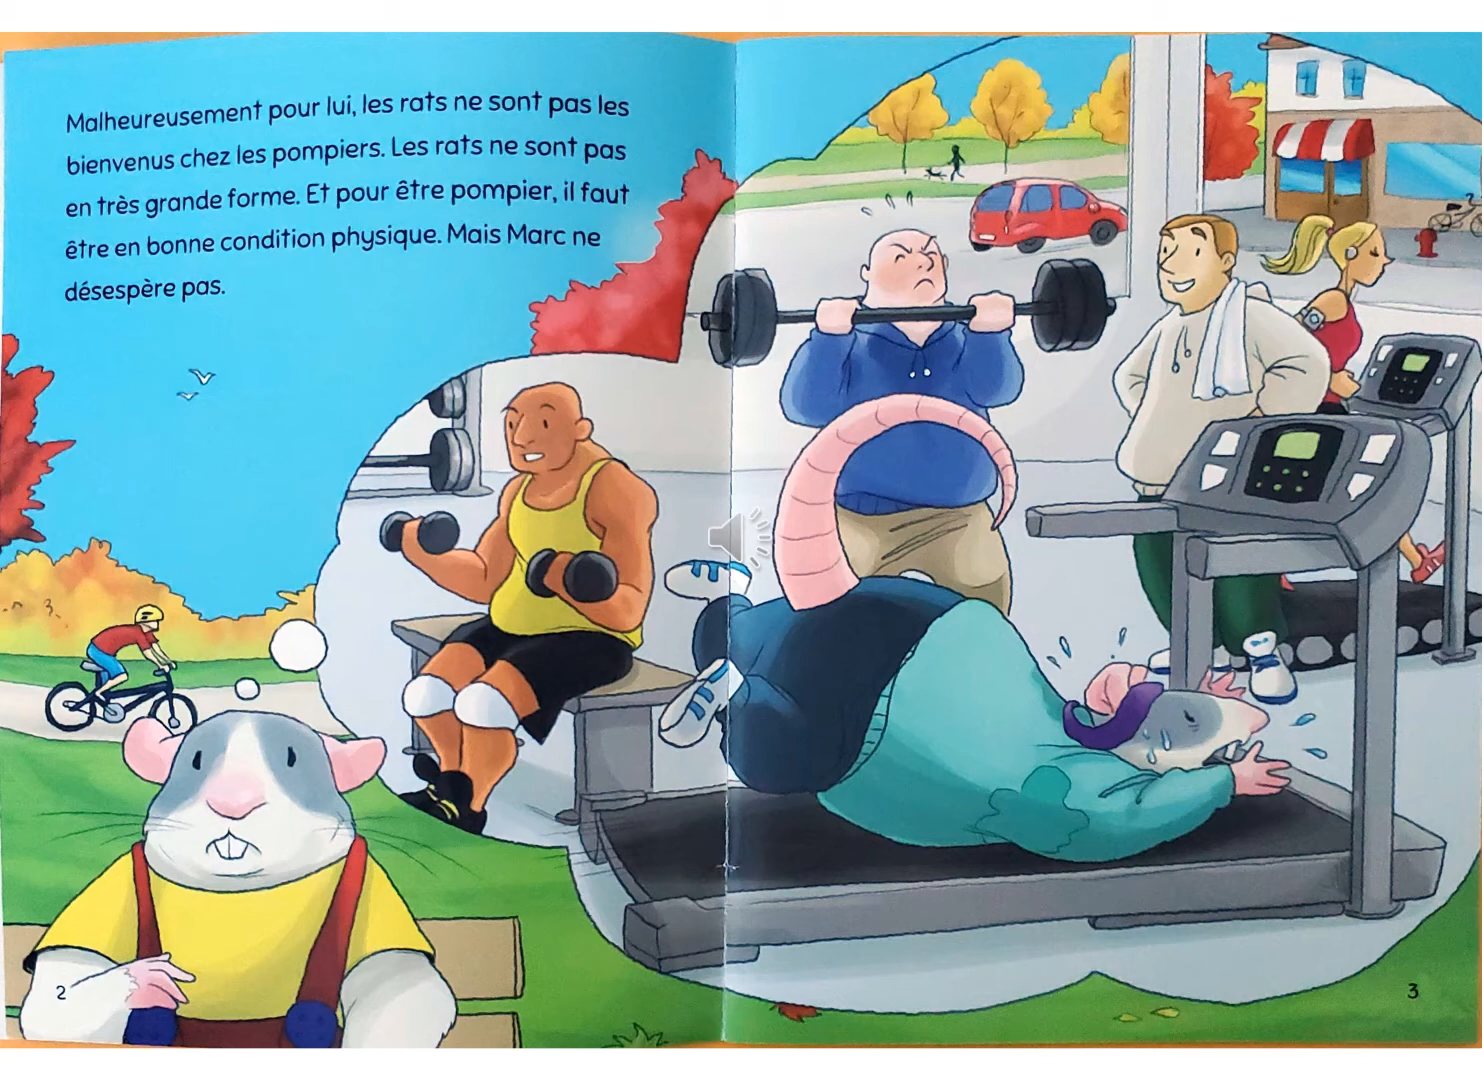 Malheureusement pour lui, les rats ne sont pas les
bienvenus chez les pompiers. Les rats ne sont pas
en très grande forme. Et pour être pompier, il faut
être en bonne condition physique. Mais Marc ne
désespère pas.
2
3